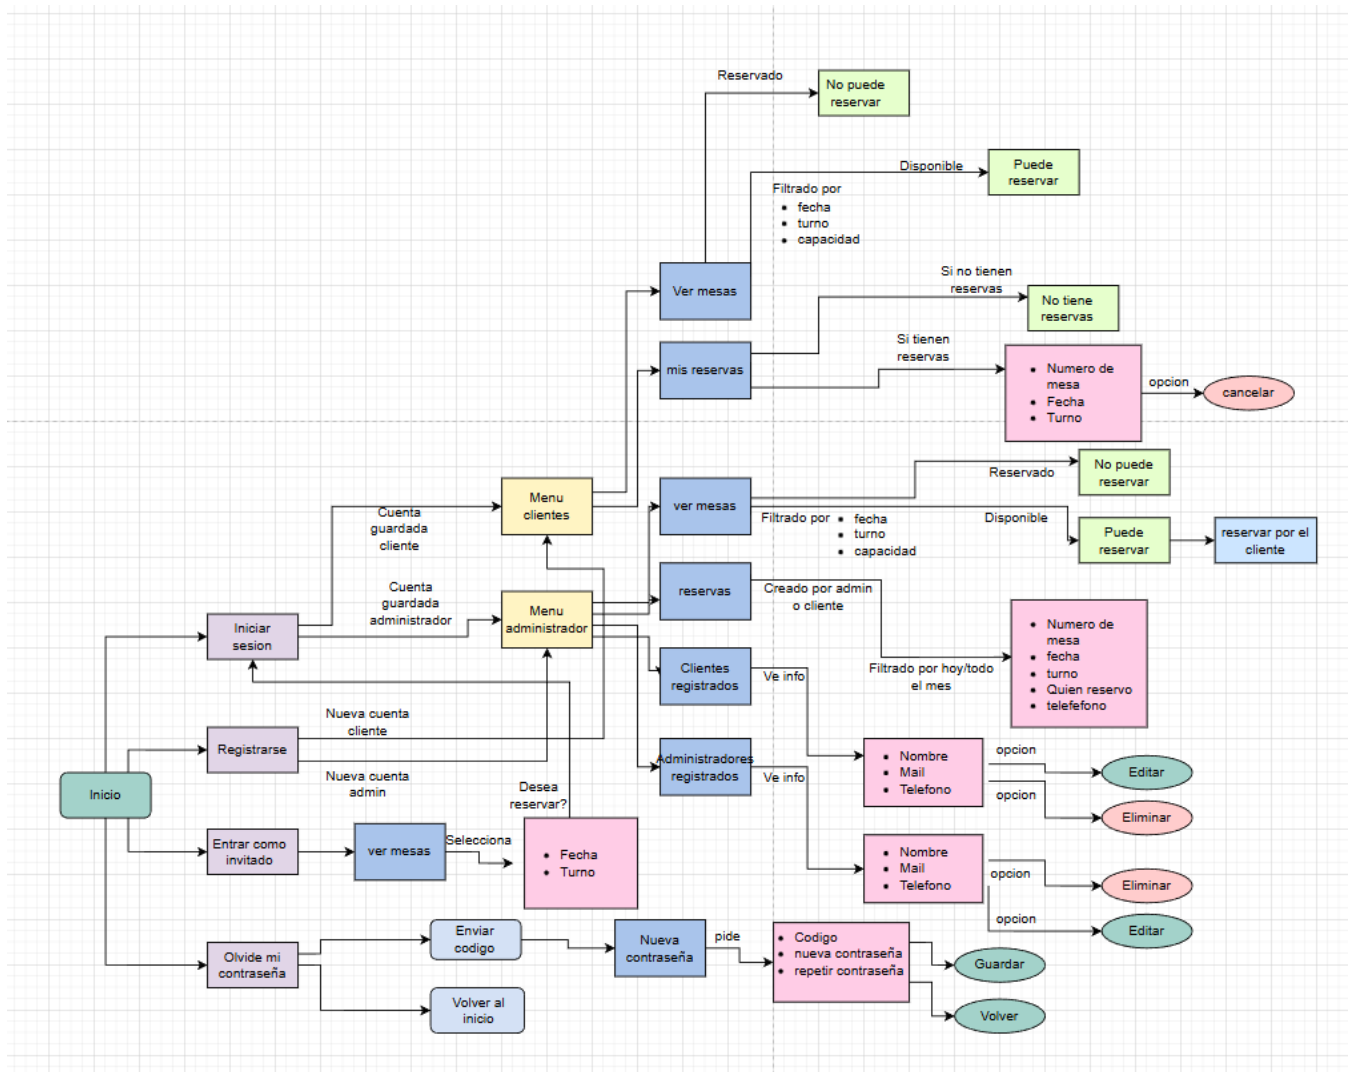 Reservado
No puede
reservar
Disponible
Puede
reservar
Filtrado por
fecha
turno
capacidad
Ver mesas
Si no tienen
reservas
No tiene
reservas
mis reservas
Si tienen
reservas
Numero de
mesa
Fecha
Turno
opcion
cancelar
Menu
clientes
Cuenta
guardada
cliente
ver mesas
Reservado
No puede
reservar
Filtrado por
fecha
turno
capacidad
Disponible
Puede
reservar
reservar por el
cliente
reservas
Creado por admin
o cliente
Filtrado por hoy/todo
el mes
Numero de
mesa
fecha
turno
Quien reservo
telefefono
Cuenta
guardada
administrador
Menu
administrador
Iniciar
sesion
Clientes
registrados
Ve info
Nueva cuenta
cliente
Registrarse
Nueva cuenta
admin
Administradores
registrados
Ve info
Nombre
Mail
Telefono
opcion
Editar
opcion
Eliminar
Inicio
Desea
reservar?
Entrar como
invitado
ver mesas
Selecciona
Fecha
Turno
Nombre
Mail
Telefono
opcion
Eliminar
opcion
Editar
Olvide mi
contraseña
Enviar
codigo
Volver al
inicio
Nueva
contraseña
pide
Codigo
nueva contraseña
repetir contraseña
Guardar
Volver